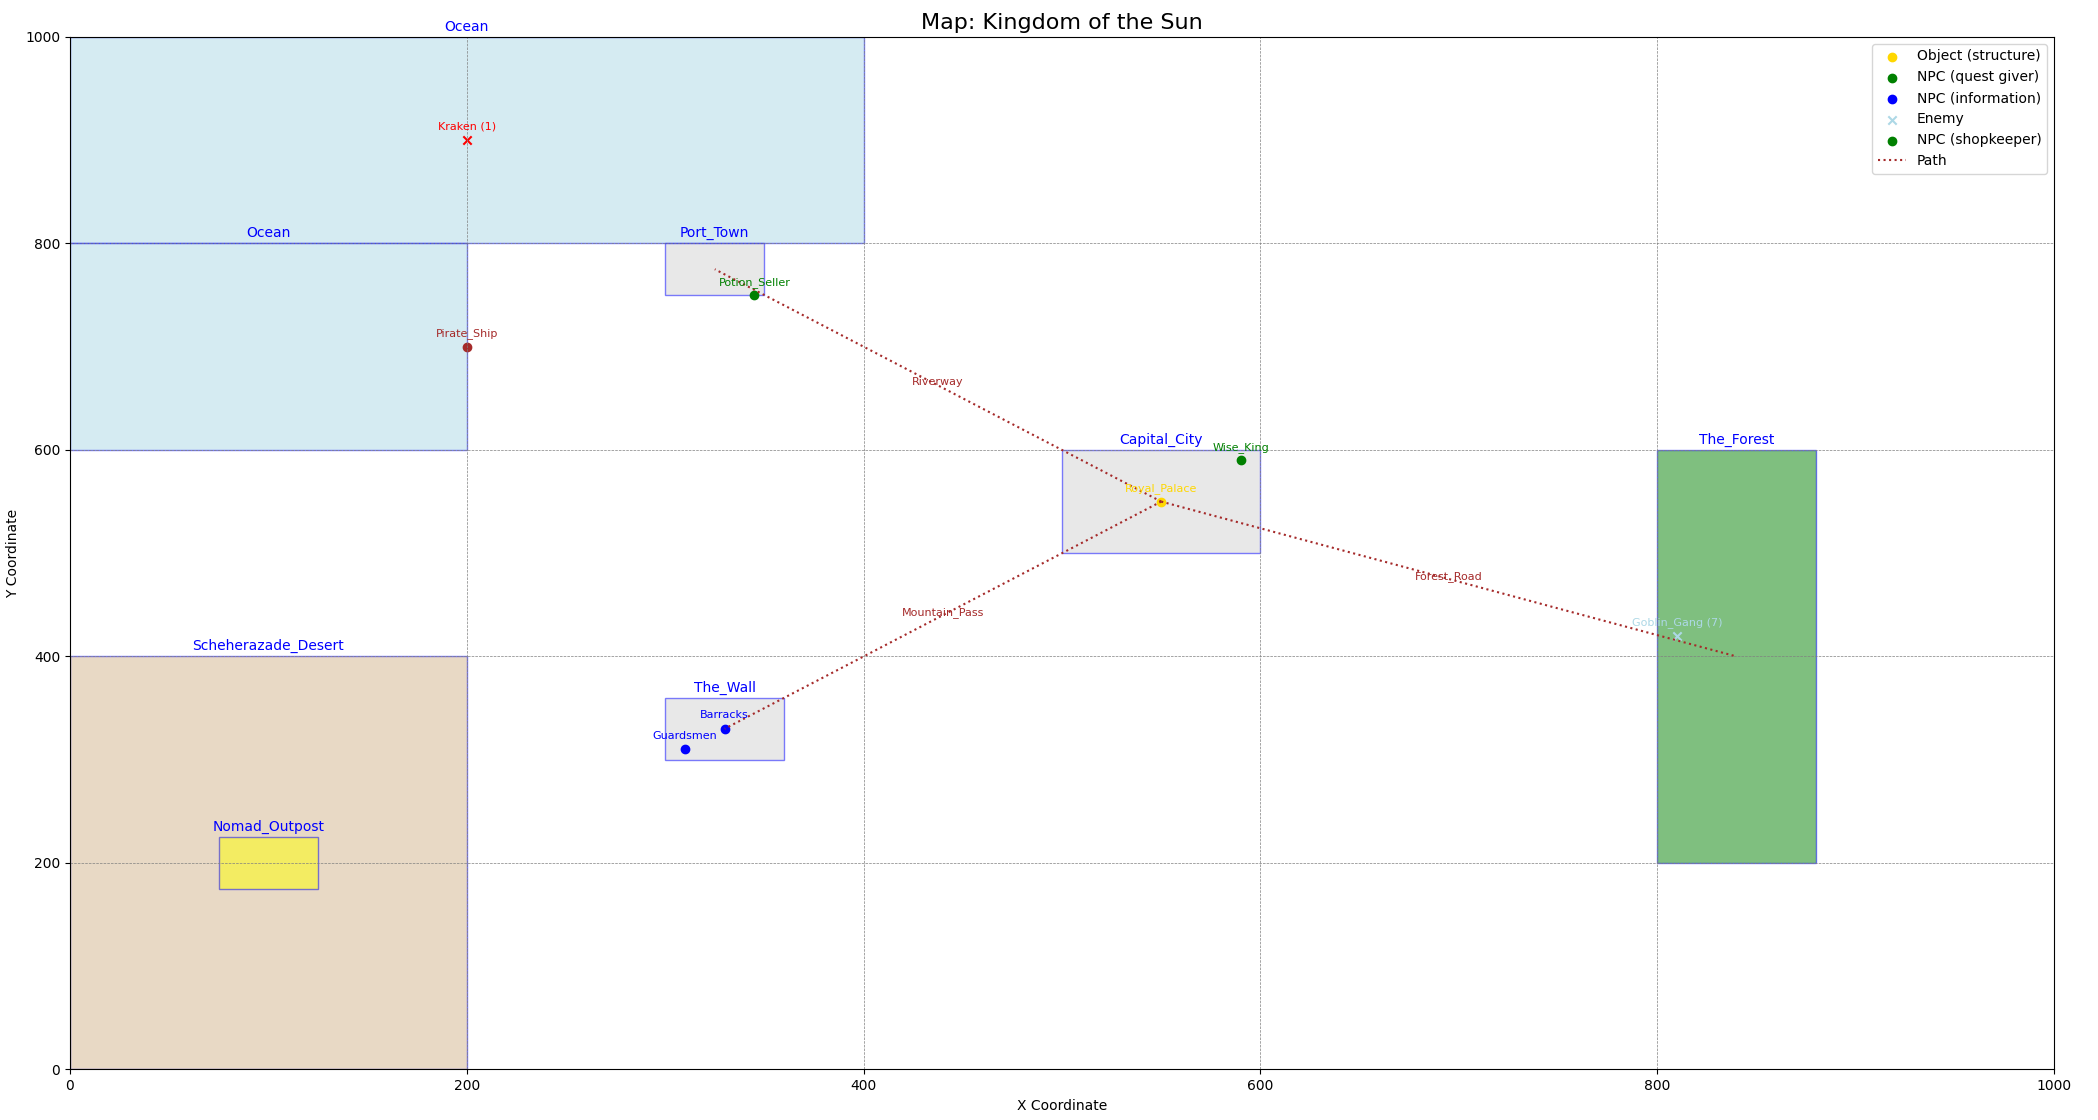 Map: Kingdom of the Sun
Ocean
1000
Object (structure)
NPC (quest giver)
NPC (information)
Enemy
NPC (shopkeeper)
Path
Kraken (1)
800
Ocean
Port_Town
Potion_Seller
Pirate_Ship
Riverway
600
Capital_City
Wise_King
The_Forest
Royal_Palace
Y Coordinate
Forest_Road
Mountain_Pass
Goblin_Gang (7)
400
Scheherazade_Desert
The_Wall
Barracks
Guardsmen
Nomad_Outpost
200
0
0
200
400
600
800
1000
X Coordinate